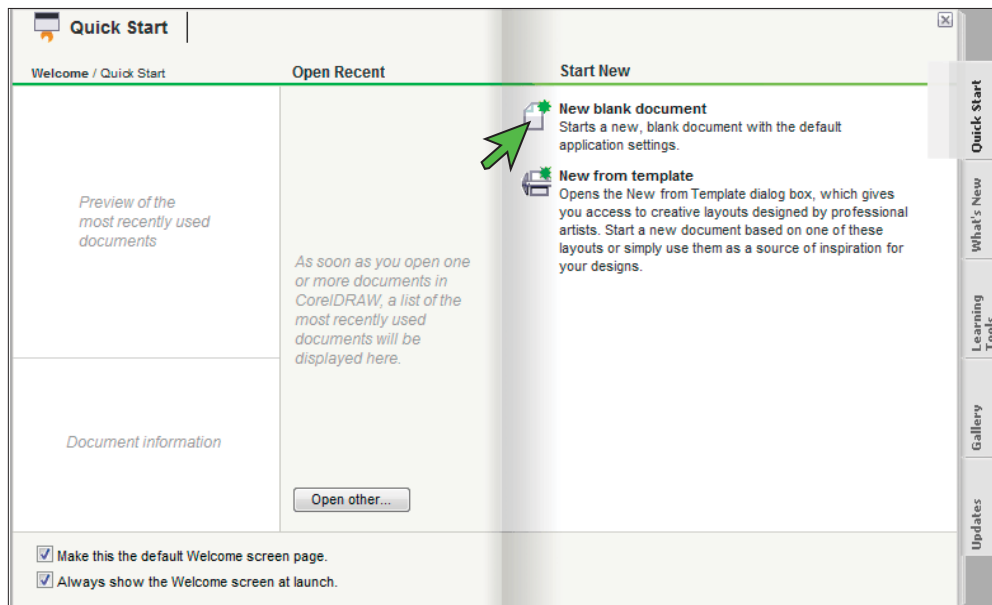 Quick Start
Welcome / Quick Start
Open Recent
Start New
Preview of the
most recently used
documents
Document information
As soon as you open one
or more documents in
CorelDRAW, a list of the
most recently used
documents will be
displayed here.
Open other...
New blank document
Starts a new, blank document with the default
application settings.
New from template
Opens the New from Template dialog box, which gives
you access to creative layouts designed by professional
artists. Start a new document based on one of these
layouts or simply use them as a source of inspiration for
your designs.
Make this the default Welcome screen page.
Always show the Welcome screen at launch.
Quick Start
What's New
Learning
Tools
Gallery
Updates